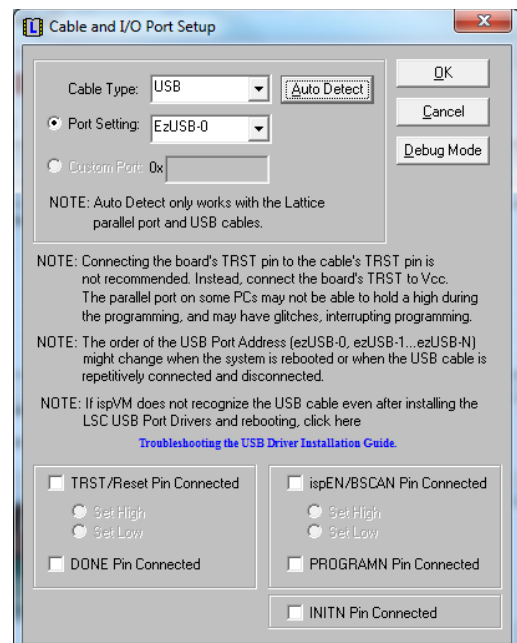 Cable and I/O Port Setup
Cable Type: USB
Auto Detect
OK
Port Setting: EzUSB-0
Cancel
Custom Port: 0x
Debug Mode
NOTE: Auto Detect only works with the Lattice
parallel port and USB cables.
NOTE: Connecting the board's TRST pin to the cable's TRST pin is
not recommended. Instead, connect the board's TRST to Vcc.
The parallel port on some PCs may not be able to hold a high during
the programming, and may have glitches, interrupting programming.
NOTE: The order of the USB Port Address (ezUSB-0, ezUSB-1...ezUSB-N)
might change when the system is rebooted or when the USB cable is
repetitively connected and disconnected.
NOTE: If ispVM does not recognize the USB cable even after installing the
LSC USB Port Drivers and rebooting, click here
Troubleshooting the USB Driver Installation Guide.
TRST/Reset Pin Connected
Set High
Set Low
DONE Pin Connected
ispEN/BSCAN Pin Connected
Set High
Set Low
PROGRAMN Pin Connected
INITN Pin Connected